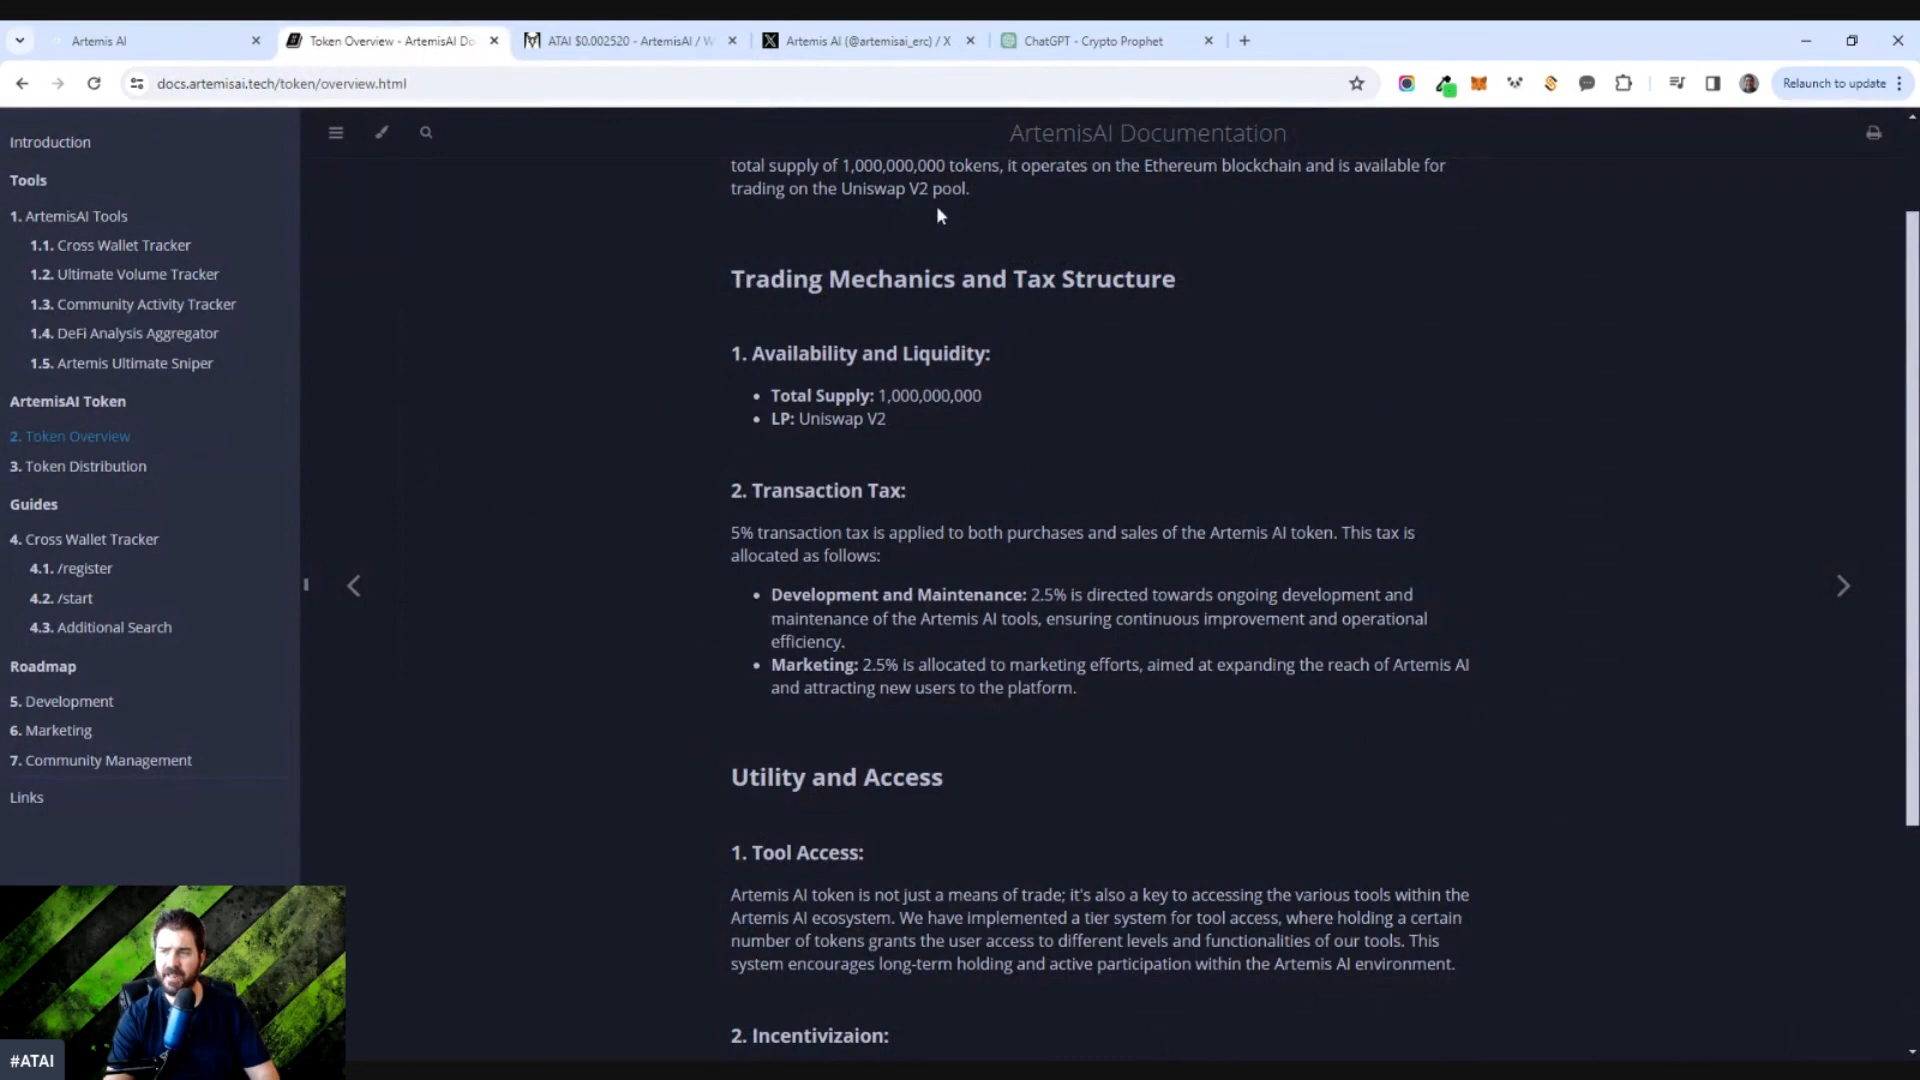 Artemis AI
Token Overview - ArtemisAI Do
ATAI $0.002520 - ArtemisAI / W
Artemis AI (@artemisai_erc) / X
ChatGPT - Crypto Prophet
docs.artemisai.tech/token/overview.html
Relaunch to update
Introduction
Tools
1. ArtemisAI Tools
1.1. Cross Wallet Tracker
1.2. Ultimate Volume Tracker
1.3. Community Activity Tracker
1.4. DeFi Analysis Aggregator
1.5. Artemis Ultimate Sniper
ArtemisAI Token
2. Token Overview
3. Token Distribution
Guides
4. Cross Wallet Tracker
4.1. /register
4.2. /start
4.3. Additional Search
Roadmap
5. Development
6. Marketing
7. Community Management
Links
ArtemisAI Documentation
total supply of 1,000,000,000 tokens, it operates on the Ethereum blockchain and is available for
trading on the Uniswap V2 pool.
Trading Mechanics and Tax Structure
1. Availability and Liquidity:
• Total Supply: 1,000,000,000
• LP: Uniswap V2
2. Transaction Tax:
5% transaction tax is applied to both purchases and sales of the Artemis AI token. This tax is
allocated as follows:
• Development and Maintenance: 2.5% is directed towards ongoing development and
maintenance of the Artemis AI tools, ensuring continuous improvement and operational
efficiency.
• Marketing: 2.5% is allocated to marketing efforts, aimed at expanding the reach of Artemis AI
and attracting new users to the platform.
Utility and Access
1. Tool Access:
Artemis AI token is not just a means of trade; it's also a key to accessing the various tools within the
Artemis AI ecosystem. We have implemented a tier system for tool access, where holding a certain
number of tokens grants the user access to different levels and functionalities of our tools. This
system encourages long-term holding and active participation within the Artemis AI environment.
2. Incentivizaion:
#ATAI